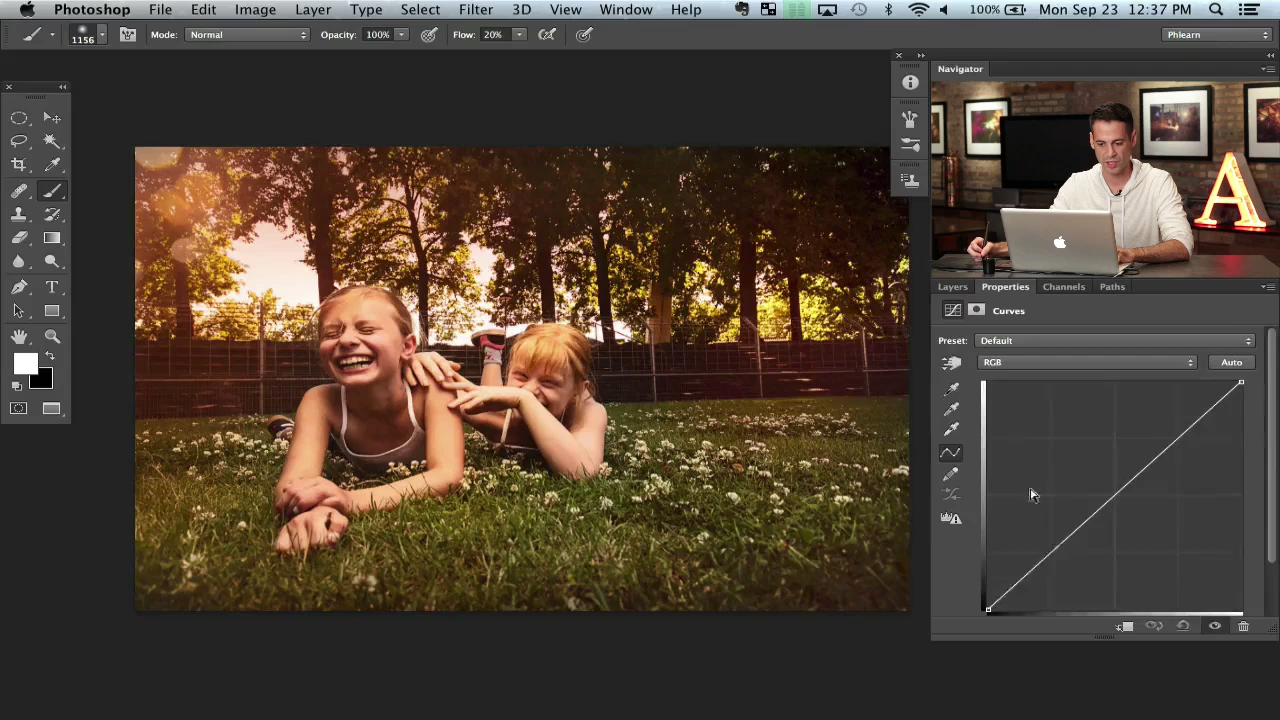 Photoshop File Edit Image Layer Type Select Filter 3D View Window Help 100% Mon Sep 23 12:37 PM
1156 Mode: Normal Opacity: 100% Flow: 20% Phlearn
Navigator
A
Layers Properties Channels Paths
Curves
Preset: Default
RGB Auto